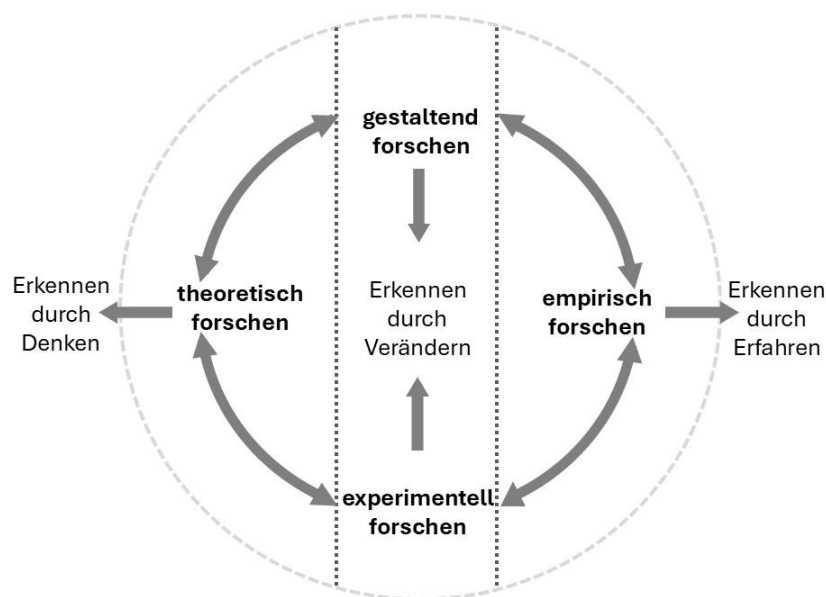 gestaltend
forschen
Erkennen
durch
Denken
theoretisch
forschen
Erkennen
durch
Verändern
empirisch
forschen
Erkennen
durch
Erfahren
experimentell
forschen